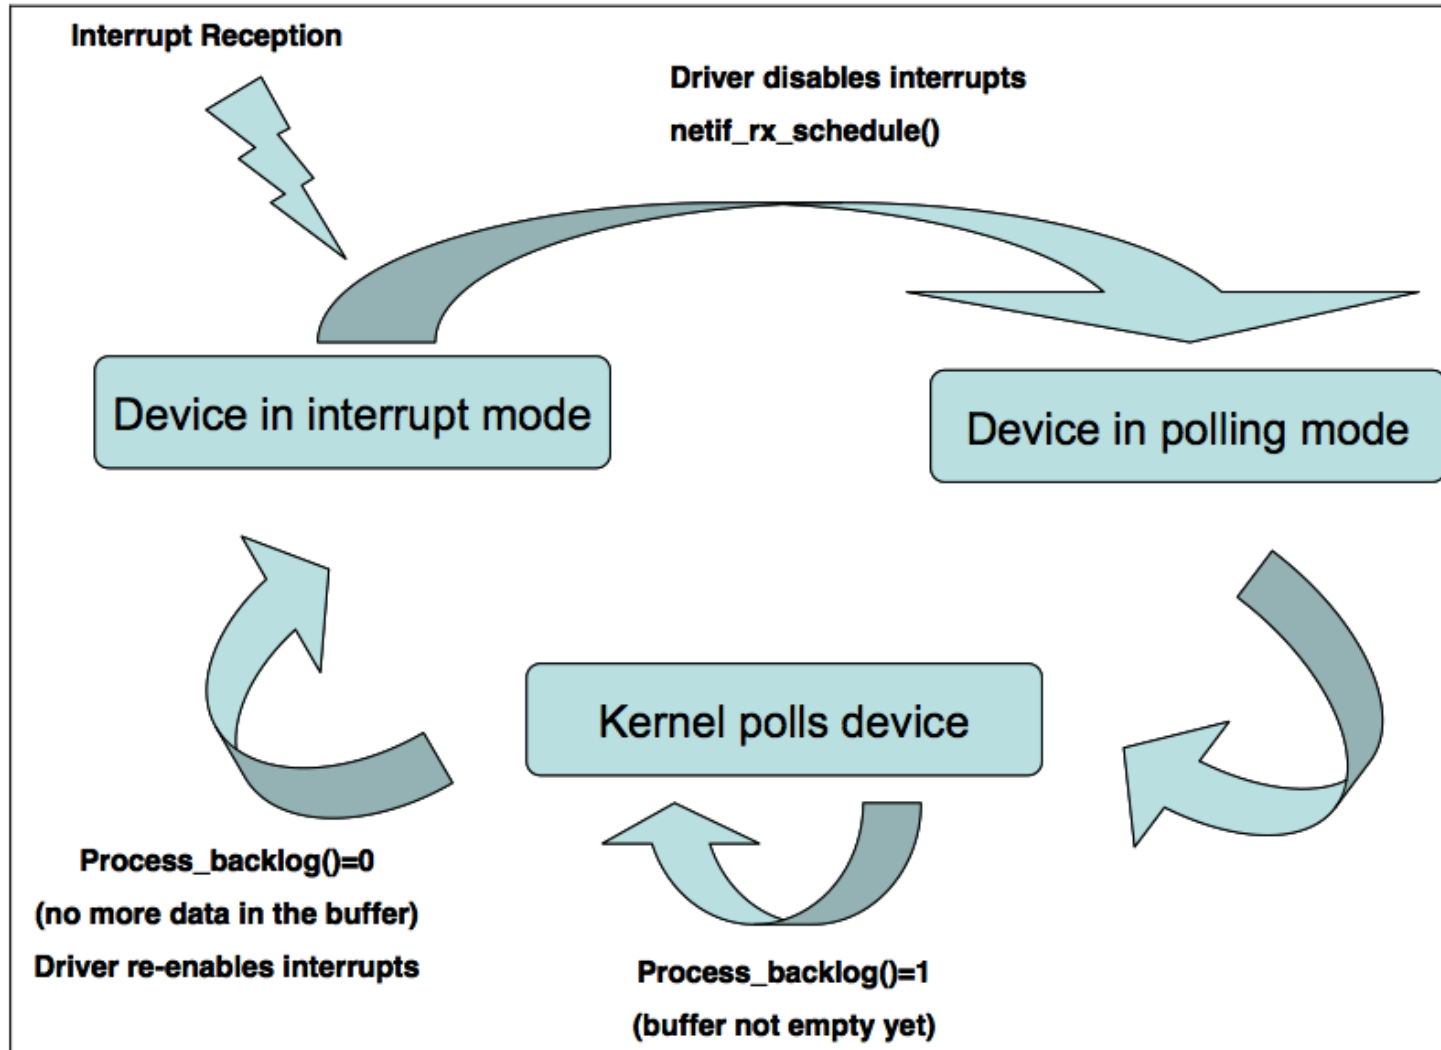 Interrupt Reception
Driver disables interrupts
netif_rx_schedule()
Device in interrupt mode
Device in polling mode
Kernel polls device
Process_backlog()=0
(no more data in the buffer)
Driver re-enables interrupts
Process_backlog()=1
(buffer not empty yet)